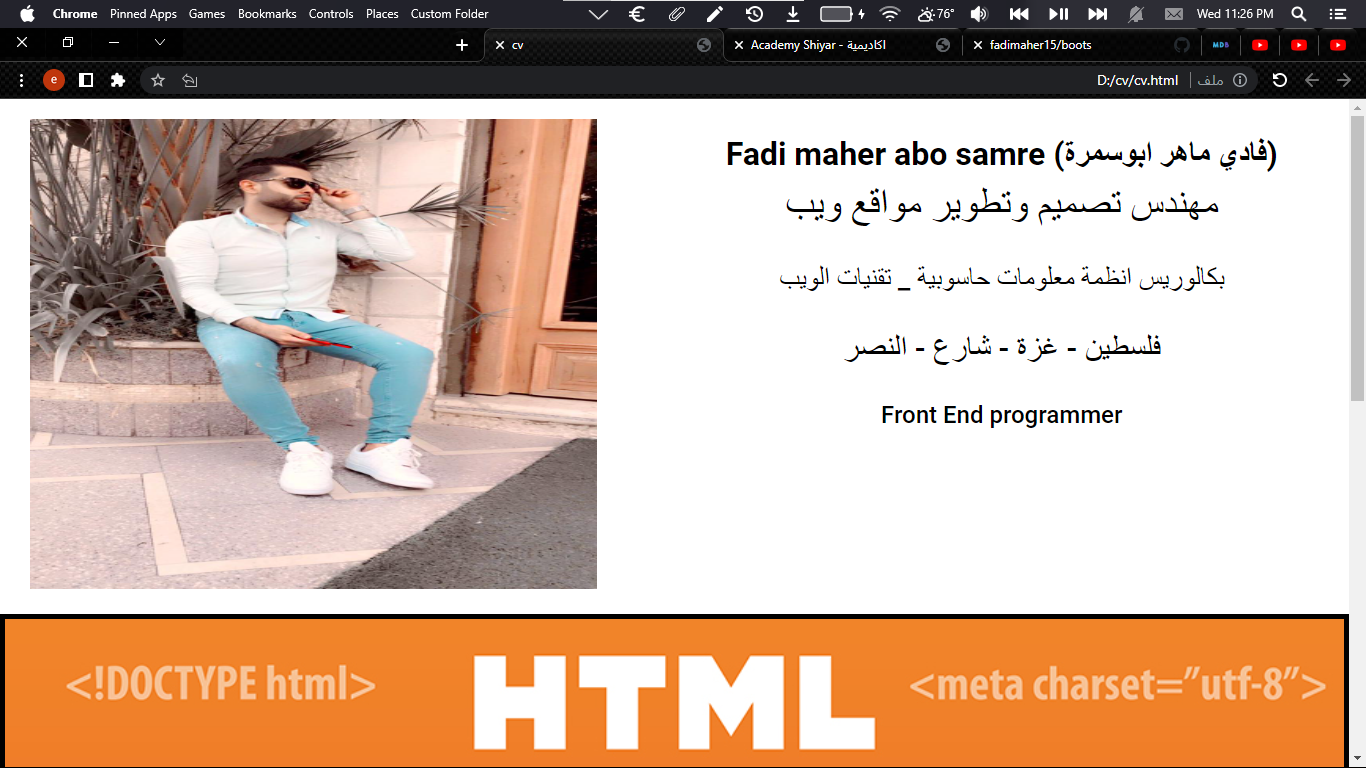 Chrome Pinned Apps Games Bookmarks Controls Places Custom Folder
76° Wed 11:26 PM
cv
Academy Shiyar - اكاديمية
fadimaher15/boots
MDB
e
D:/cv/cv.html
ملف
Fadi maher abo samre (فادي ماهر ابوسمرة)
مهندس تصميم وتطوير مواقع ويب
بكالوريس انظمة معلومات حاسوبية _ تقنيات الويب
فلسطين - غزة - شارع - النصر
Front End programmer
<!DOCTYPE html>
HTML
<meta charset="utf-8">